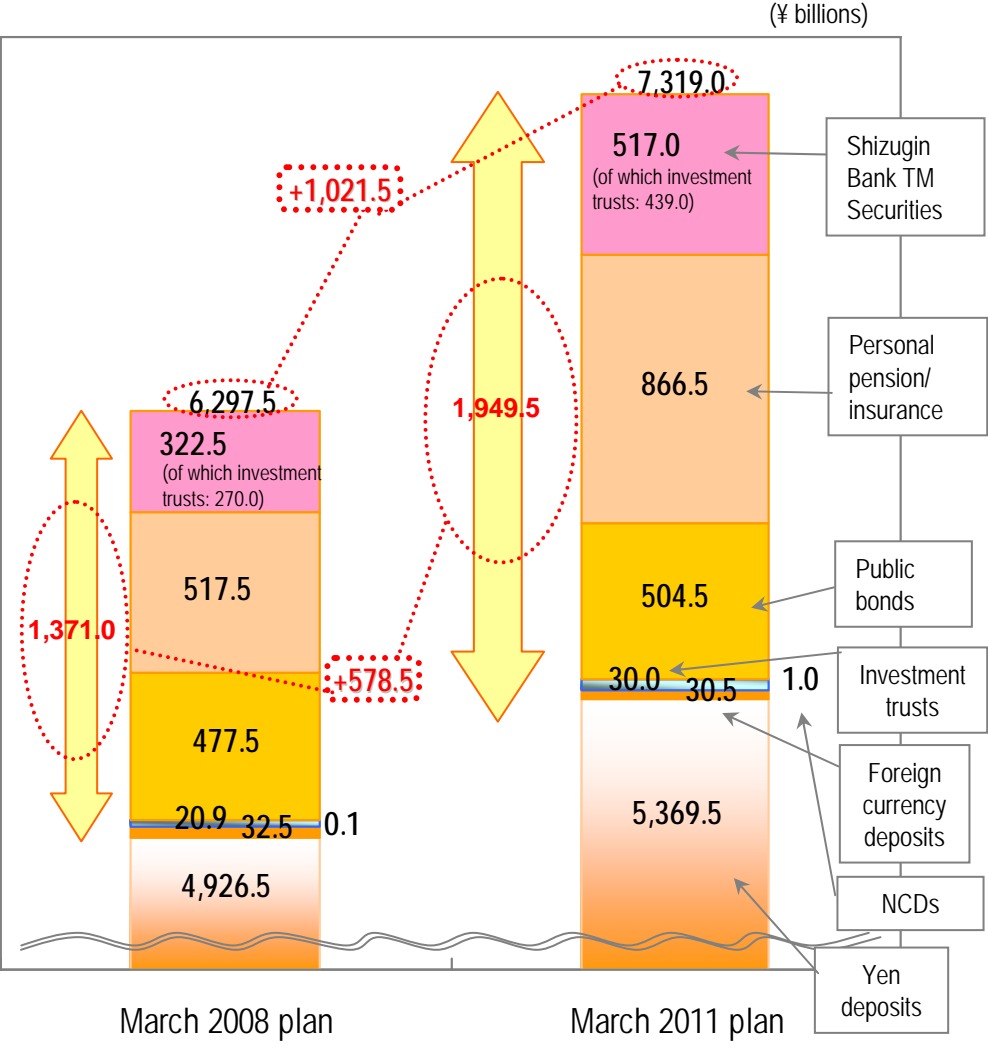 (¥ billions)
7,319.0
517.0
(of which investment
trusts: 439.0)
Shizugin
Bank TM
Securities
+1,021.5
866.5
Personal
pension/
insurance
6,297.5
1,949.5
322.5
(of which investment
trusts: 270.0)
517.5
504.5
Public
bonds
1,371.0
+578.5
30.0
30.5
1.0
Investment
trusts
477.5
Foreign
currency
deposits
20.9
32.5
0.1
5,369.5
4,926.5
NCDs
Yen
deposits
March 2008 plan
March 2011 plan